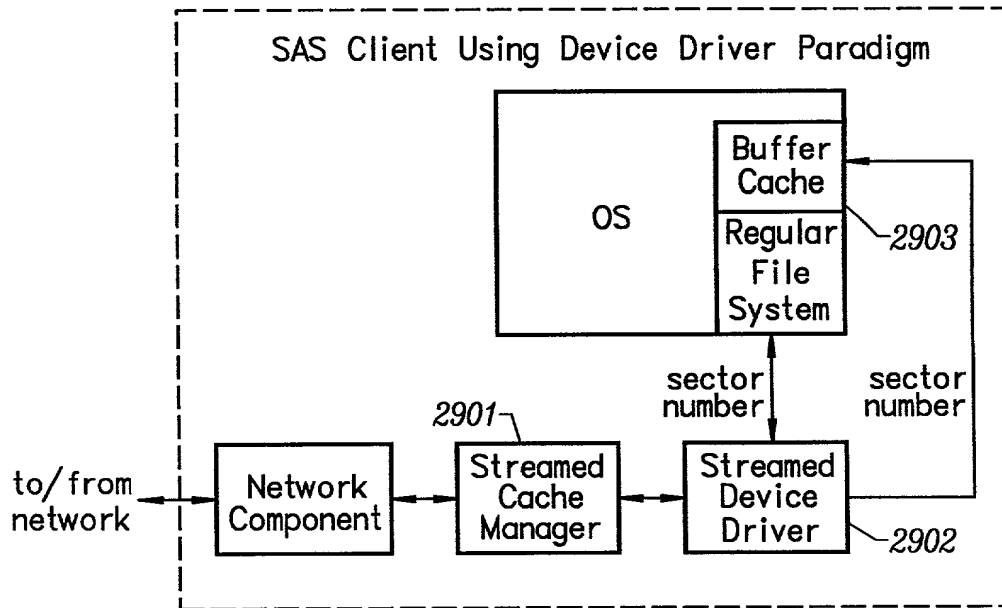 SAS Client Using Device Driver Paradigm
Buffer
Cache
OS
2903
Regular
File
System
sector
number
sector
number
2901
to/from
network
Network
Component
Streamed
Cache
Manager
Streamed
Device
Driver
2902